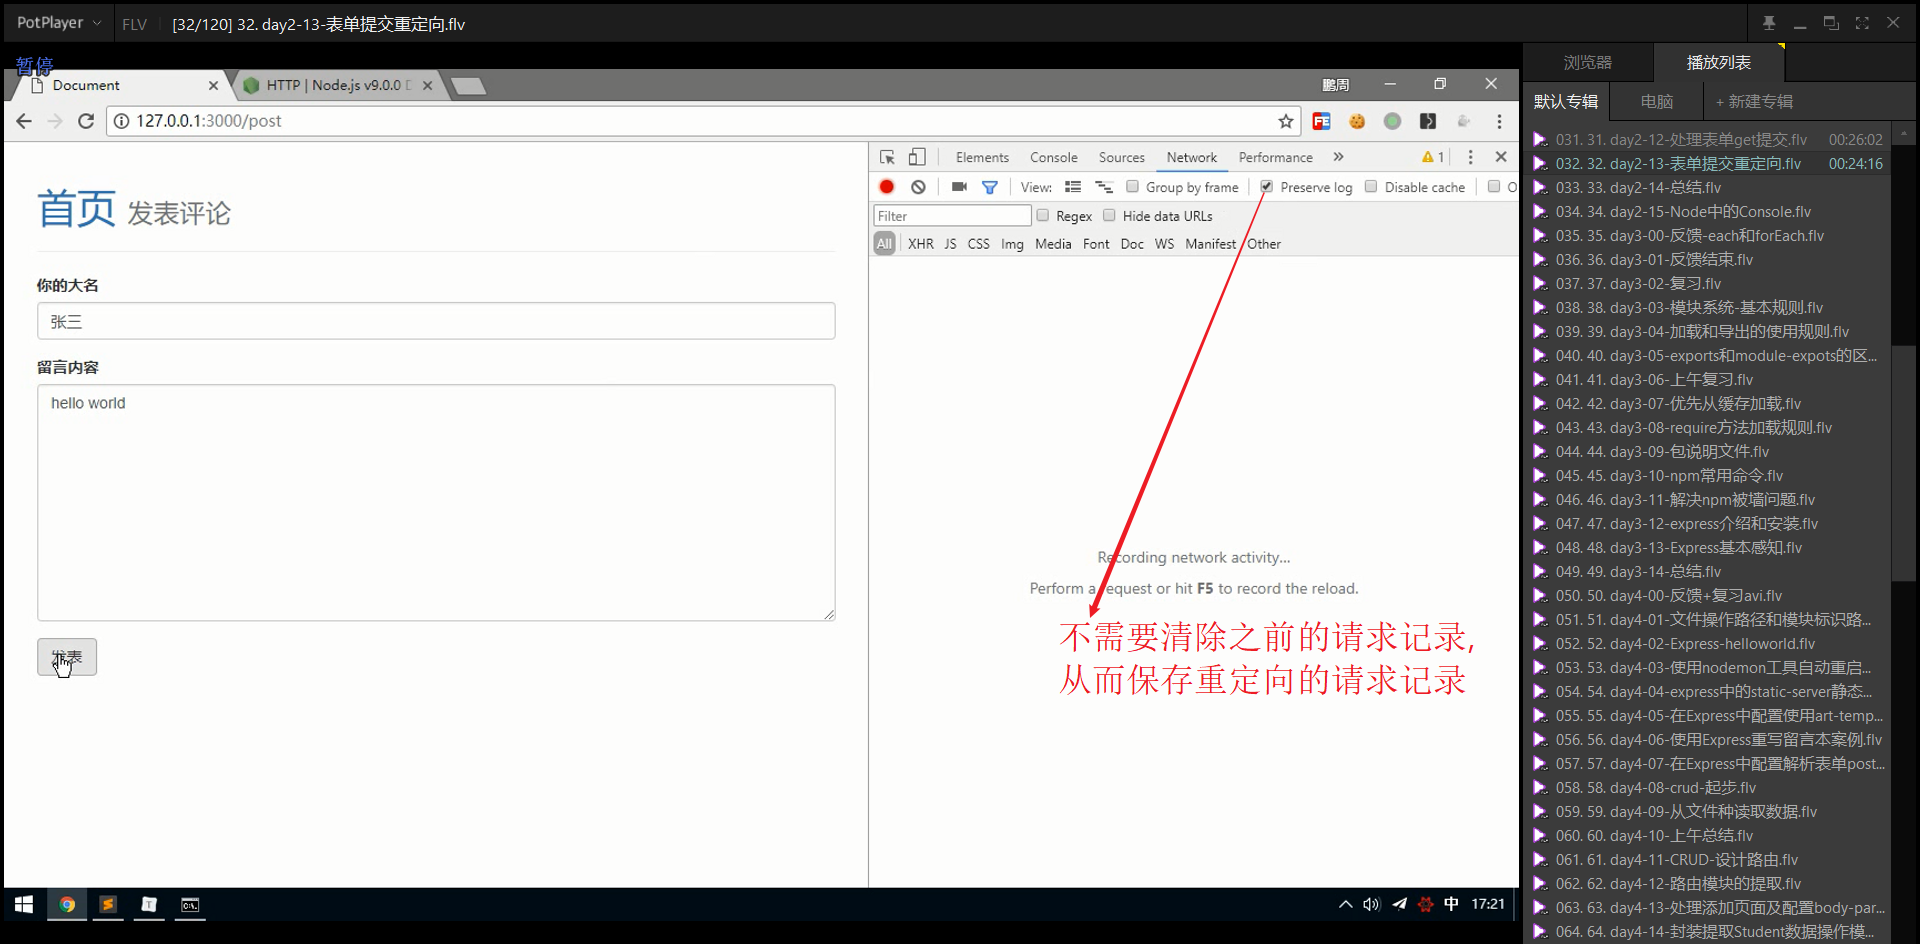 PotPlayer
FLV
[32/120] 32. day2-13-表单提交重定向.flv
暂停
Document
HTTP | Node.js v9.0.0 D
鹏周
127.0.0.1:3000/post
首页 发表评论
你的大名
张三
留言内容
hello world
发表
Elements Console Sources Network Performance
1
View: Group by frame Preserve log Disable cache O
Filter Regex Hide data URLs
All XHR JS CSS Img Media Font Doc WS Manifest Other
Recording network activity...
Perform a request or hit F5 to record the reload.
不需要清除之前的请求记录,
从而保存重定向的请求记录
中 17:21
浏览器 播放列表
默认专辑 电脑 + 新建专辑
031. 31. day2-12-处理表单get提交.flv 00:26:02
032. 32. day2-13-表单提交重定向.flv 00:24:16
033. 33. day2-14-总结.flv
034. 34. day2-15-Node中的Console.flv
035. 35. day3-00-反馈-each和forEach.flv
036. 36. day3-01-反馈结束.flv
037. 37. day3-02-复习.flv
038. 38. day3-03-模块系统-基本规则.flv
039. 39. day3-04-加载和导出的使用规则.flv
040. 40. day3-05-exports和module-expots的区...
041. 41. day3-06-上午复习.flv
042. 42. day3-07-优先从缓存加载.flv
043. 43. day3-08-require方法加载规则.flv
044. 44. day3-09-包说明文件.flv
045. 45. day3-10-npm常用命令.flv
046. 46. day3-11-解决npm被墙问题.flv
047. 47. day3-12-express介绍和安装.flv
048. 48. day3-13-Express基本感知.flv
049. 49. day3-14-总结.flv
050. 50. day4-00-反馈+复习avi.flv
051. 51. day4-01-文件操作路径和模块标识路...
052. 52. day4-02-Express-helloworld.flv
053. 53. day4-03-使用nodemon工具自动重启...
054. 54. day4-04-express中的static-server静态...
055. 55. day4-05-在Express中配置使用art-temp...
056. 56. day4-06-使用Express重写留言本案例.flv
057. 57. day4-07-在Express中配置解析表单post...
058. 58. day4-08-crud-起步.flv
059. 59. day4-09-从文件种读取数据.flv
060. 60. day4-10-上午总结.flv
061. 61. day4-11-CRUD-设计路由.flv
062. 62. day4-12-路由模块的提取.flv
063. 63. day4-13-处理添加页面及配置body-par...
064. 64. day4-14-封装提取Student数据操作模...